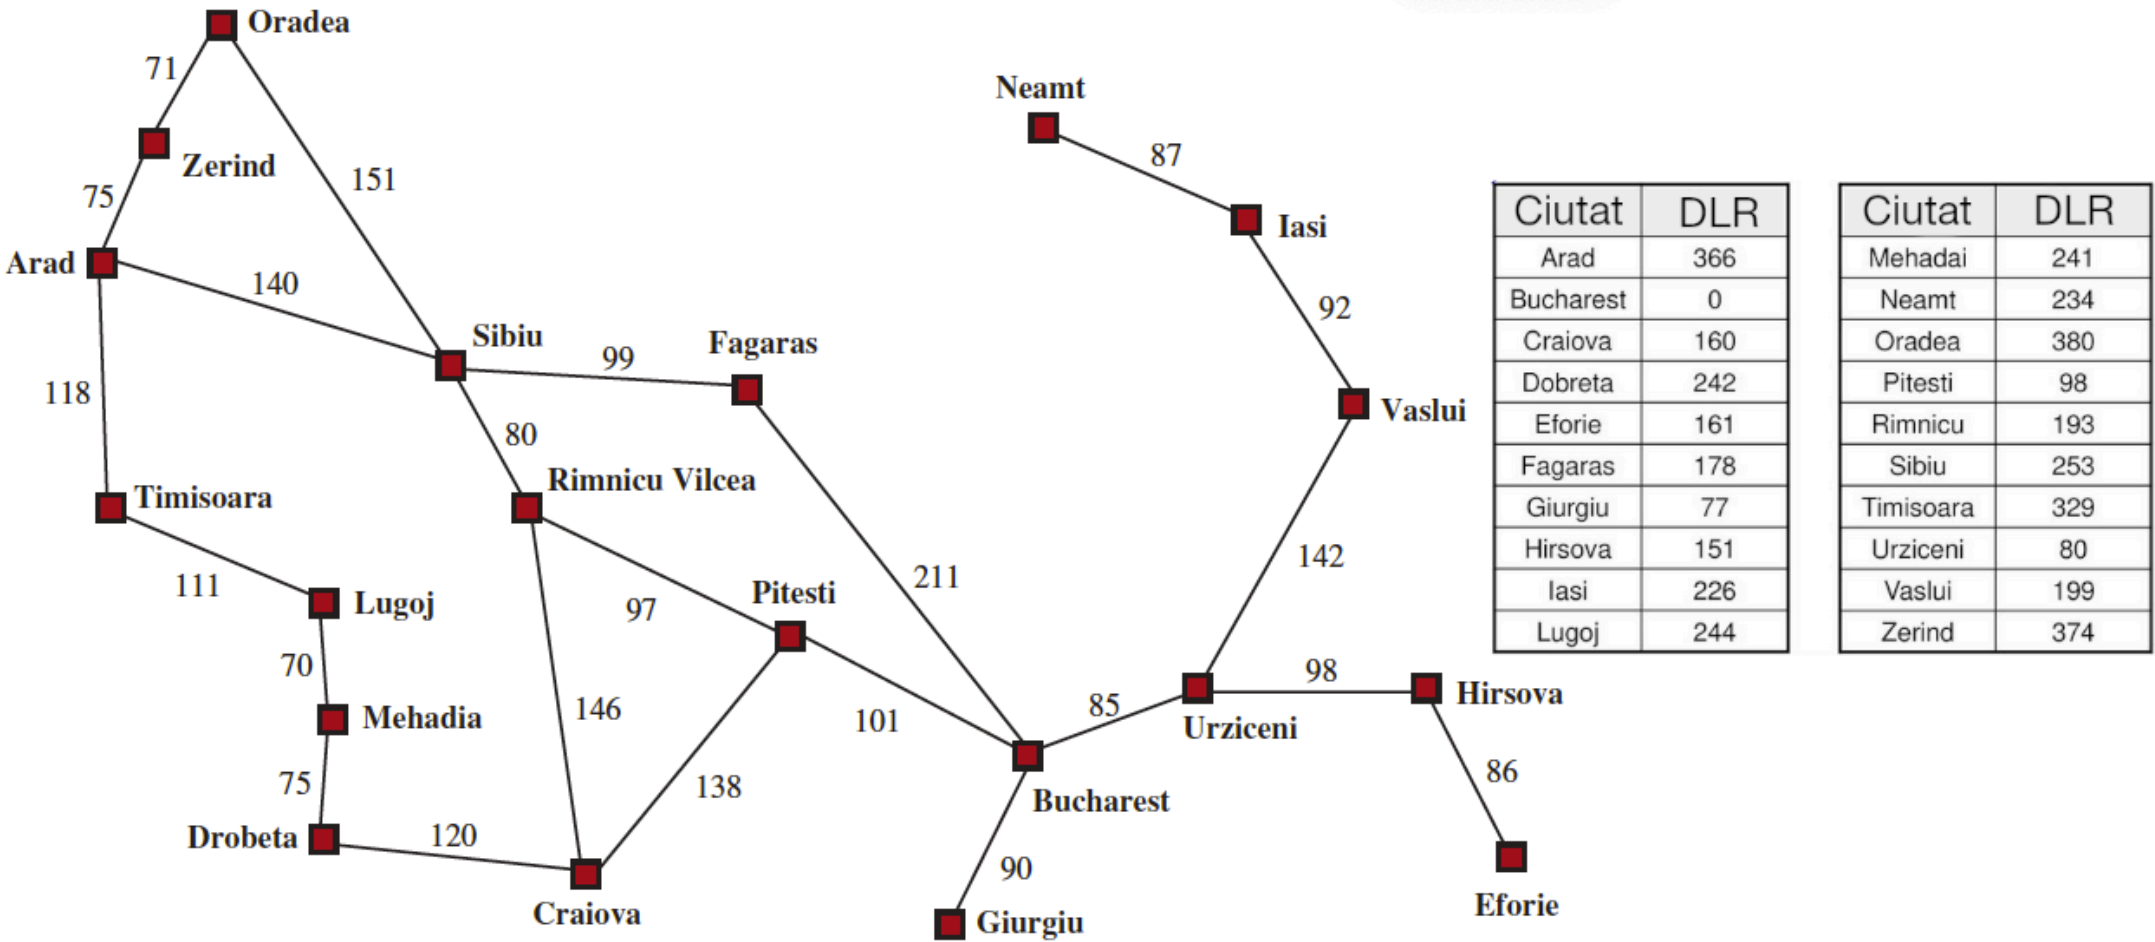 Oradea
71
Neamt
87
Zerind
151
75
Iasi
Arad
140
92
Sibiu
Fagaras
99
118
Vaslui
80
Rimnicu Vilcea
Timisoara
142
111
211
Pitesti
Lugoj
97
70
98
Hirsova
146
85
Mehadia
101
Urziceni
86
75
138
Bucharest
Drobeta
120
90
Eforie
Craiova
Giurgiu
Ciutat DLR
Arad 366
Bucharest 0
Craiova 160
Dobreta 242
Eforie 161
Fagaras 178
Giurgiu 77
Hirsova 151
Iasi 226
Lugoj 244
Ciutat DLR
Mehadai 241
Neamt 234
Oradea 380
Pitesti 98
Rimnicu 193
Sibiu 253
Timisoara 329
Urziceni 80
Vaslui 199
Zerind 374